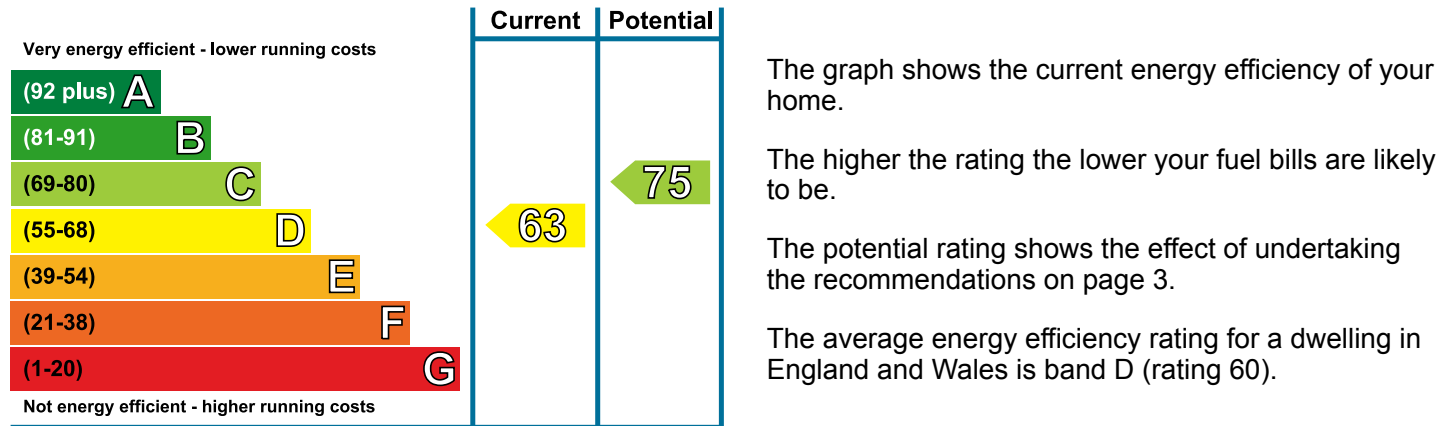 Current Potential
Very energy efficient - lower running costs
(92 plus) A
(81-91) B
(69-80) C
75
(55-68) D
63
(39-54) E
(21-38) F
(1-20) G
Not energy efficient - higher running costs
The graph shows the current energy efficiency of your
home.
The higher the rating the lower your fuel bills are likely
to be.
The potential rating shows the effect of undertaking
the recommendations on page 3.
The average energy efficiency rating for a dwelling in
England and Wales is band D (rating 60).